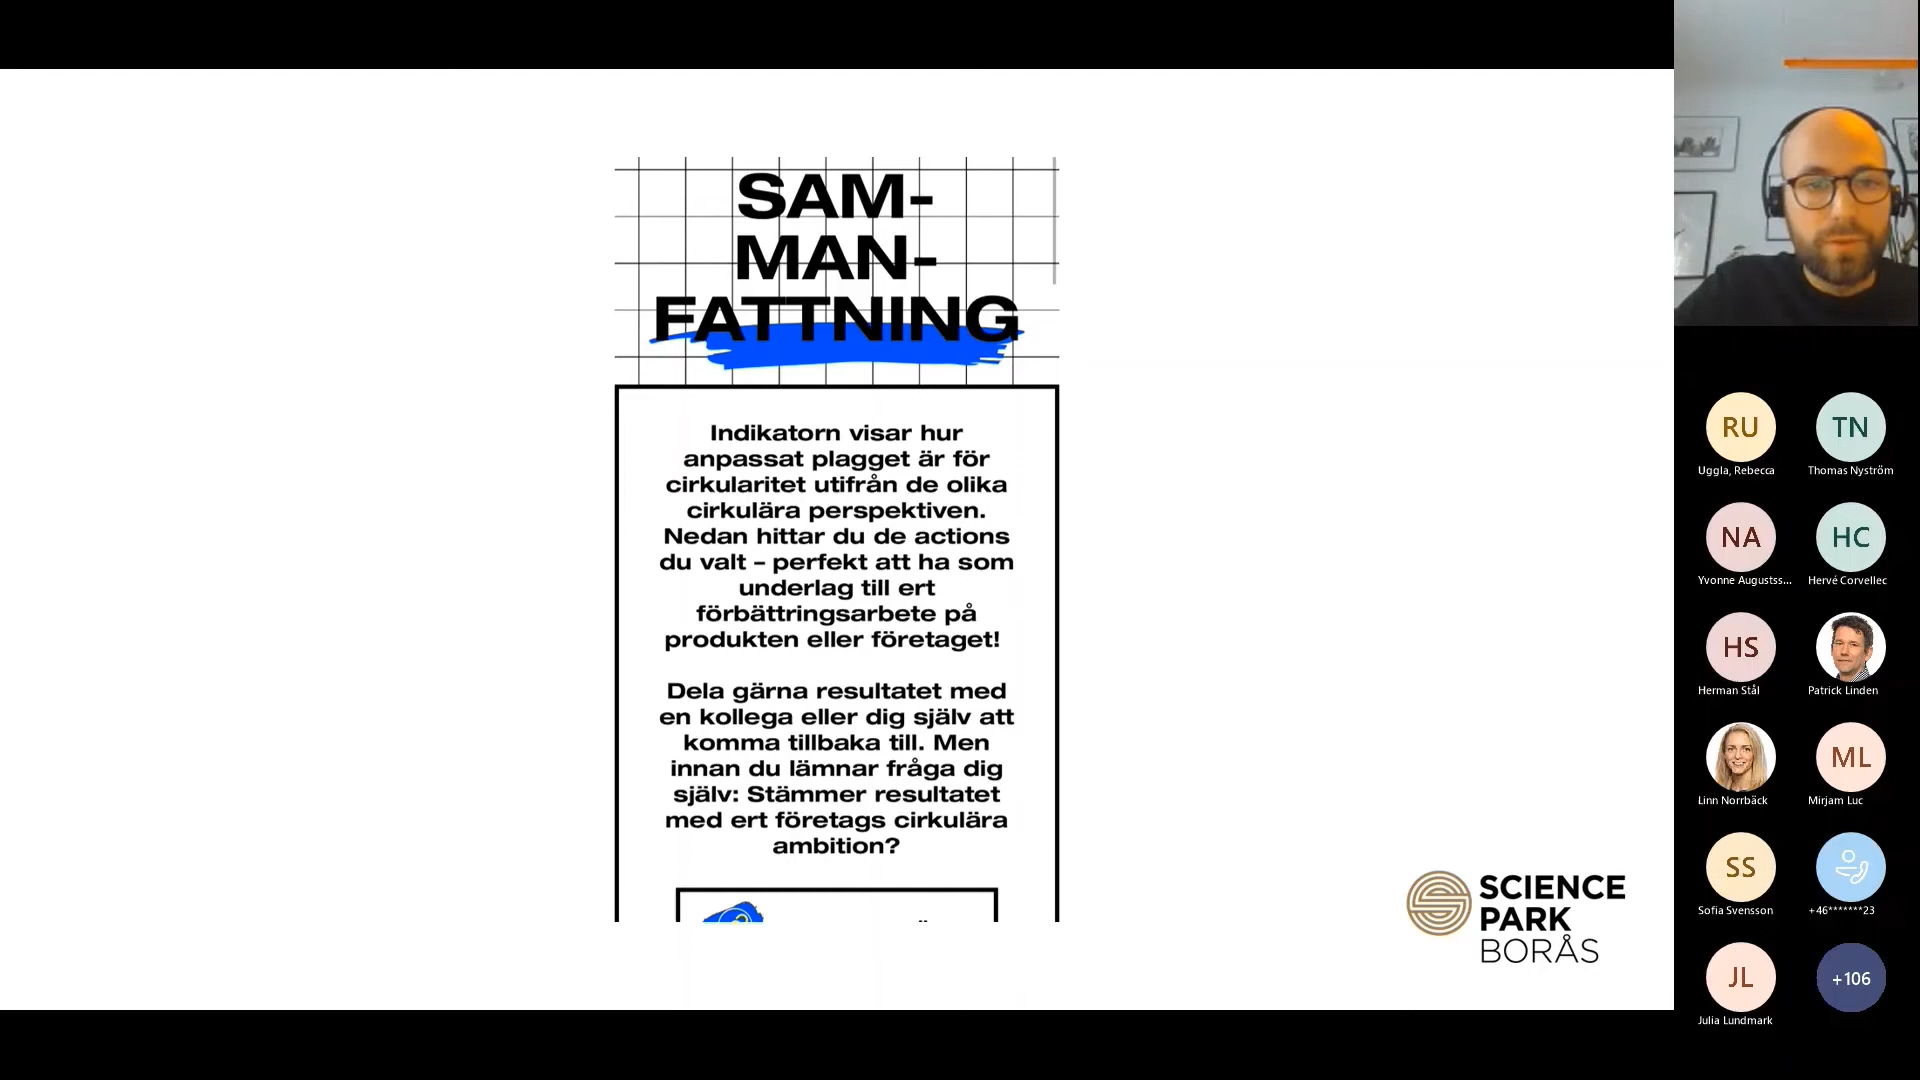 SAM-
MAN-
FATTNING
Indikatorn visar hur
anpassat plagget är för
cirkularitet utifrån de olika
cirkulära perspektiven.
Nedan hittar du de actions
du valt – perfekt att ha som
underlag till ert
förbättringsarbete på
produkten eller företaget!
Dela gärna resultatet med
en kollega eller dig själv att
komma tillbaka till. Men
innan du lämnar fråga dig
själv: Stämmer resultatet
med ert företags cirkulära
ambition?
SCIENCE
PARK
BORÅS
RU
TN
Uggla, Rebecca
Thomas Nyström
NA
HC
Yvonne Augustss...
Hervé Corvellec
HS
Herman Stål
Patrick Linden
ML
Linn Norrbäck
Mirjam Luc
SS
Sofia Svensson
+46*******23
JL
+106
Julia Lundmark